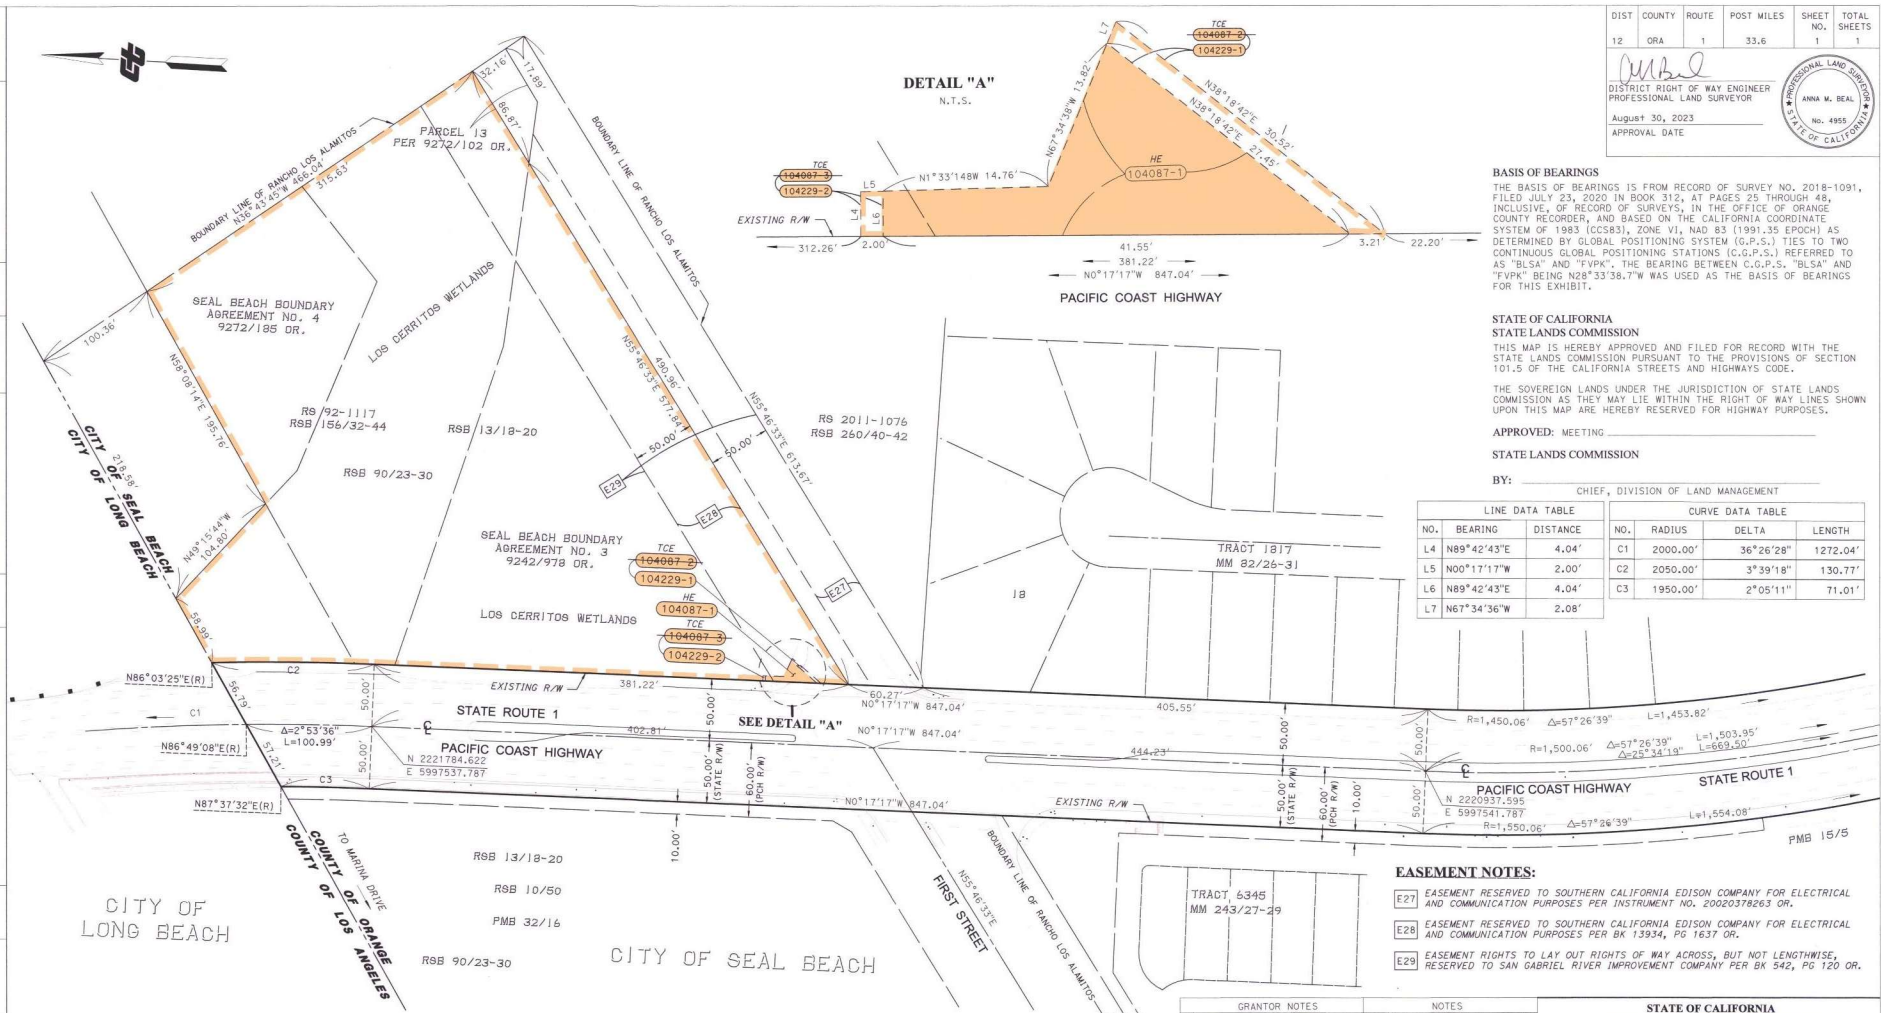 DIST COUNTY ROUTE POST MILES SHEET NO. TOTAL SHEETS
12 ORA 1 33.6 1 1
DISTRICT RIGHT OF WAY ENGINEER
PROFESSIONAL LAND SURVEYOR
August 30, 2023
APPROVAL DATE
PROFESSIONAL LAND SURVEYOR
ANNA M. BEAL
No. 4955
STATE OF CALIFORNIA
DETAIL "A"
N.T.S.
TCE
104087-2
104229-1
L7
N38°18'42"E 30.52'
N38°18'42"E 27.45'
N67°34'38"W 13.82'
HE
104087-1
TCE
104087-3
104229-2
L5
N1°33'148W 14.76'
L4
L6
EXISTING R/W
312.26'
2.00'
41.55'
3.21'
22.20'
381.22'
N0°17'17"W 847.04'
PACIFIC COAST HIGHWAY
BASIS OF BEARINGS
THE BASIS OF BEARINGS IS FROM RECORD OF SURVEY NO. 2018-1091,
FILED JULY 23, 2020 IN BOOK 312, AT PAGES 25 THROUGH 48,
INCLUSIVE, OF RECORD OF SURVEYS, IN THE OFFICE OF ORANGE
COUNTY RECORDER, AND BASED ON THE CALIFORNIA COORDINATE
SYSTEM OF 1983 (CCS83), ZONE VI, NAD 83 (1991.35 EPOCH) AS
DETERMINED BY GLOBAL POSITIONING SYSTEM (G.P.S.) TIES TO TWO
CONTINUOUS GLOBAL POSITIONING STATIONS (C.G.P.S.) REFERRED TO
AS "BLSA" AND "FVPK". THE BEARING BETWEEN C.G.P.S. "BLSA" AND
"FVPK" BEING N28°33'38.7"W WAS USED AS THE BASIS OF BEARINGS
FOR THIS EXHIBIT.
STATE OF CALIFORNIA
STATE LANDS COMMISSION
THIS MAP IS HEREBY APPROVED AND FILED FOR RECORD WITH THE
STATE LANDS COMMISSION PURSUANT TO THE PROVISIONS OF SECTION
101.5 OF THE CALIFORNIA STREETS AND HIGHWAYS CODE.
THE SOVEREIGN LANDS UNDER THE JURISDICTION OF STATE LANDS
COMMISSION AS THEY MAY LIE WITHIN THE RIGHT OF WAY LINES SHOWN
UPON THIS MAP ARE HEREBY RESERVED FOR HIGHWAY PURPOSES.
APPROVED: MEETING
STATE LANDS COMMISSION
BY:
CHIEF, DIVISION OF LAND MANAGEMENT
LINE DATA TABLE
NO. BEARING DISTANCE
L4 N89°42'43"E 4.04'
L5 N00°17'17"W 2.00'
L6 N89°42'43"E 4.04'
L7 N67°34'36"W 2.08'
CURVE DATA TABLE
NO. RADIUS DELTA LENGTH
C1 2000.00' 36°26'28" 1272.04'
C2 2050.00' 3°39'18" 130.77'
C3 1950.00' 2°05'11" 71.01'
32.16'
17.89'
86.87'
PARCEL 13
PER 9272/102 OR.
BOUNDARY LINE OF RANCHO LOS ALAMITOS
N36°43'45"W 466.04'
315.63'
BOUNDARY LINE OF RANCHO LOS ALAMITOS
SEAL BEACH BOUNDARY
AGREEMENT NO. 4
9272/185 OR.
LOS CERRITOS WETLANDS
100.36'
N58°08'14"E 195.76'
RS 92-1117
RSB 156/32-44
RSB 13/18-20
RSB 90/23-30
490.96'
N55°46'33"E 577.84'
N55°46'33"E 613.67'
50.00'
50.00'
RS 2011-1076
RSB 260/40-42
E29
E28
E27
218.58'
CITY OF SEAL BEACH
CITY OF LONG BEACH
N49°15'44"W
104.80'
58.99'
SEAL BEACH BOUNDARY
AGREEMENT NO. 3
9242/978 OR.
LOS CERRITOS WETLANDS
TCE
104087-2
104229-1
HE
104087-1
TCE
104087-3
104229-2
TRACT 1817
MM 82/26-31
18
N86°03'25"E(R)
C2
EXISTING R/W
381.22'
60.27'
N0°17'17"W 847.04'
405.55'
56.79'
C1
Δ=2°53'36"
L=100.99'
50.00'
50.00'
STATE ROUTE 1
402.81'
SEE DETAIL "A"
N0°17'17"W 847.04'
444.23'
PACIFIC COAST HIGHWAY
N86°49'08"E(R)
N 2221784.622
E 5997537.787
57.21'
C3
N87°37'32"E(R)
50.00'
50.00'
(STATE R/W)
60.00'
(PCH R/W)
N0°17'17"W 847.04'
10.00'
EXISTING R/W
50.00'
50.00'
(STATE R/W)
60.00'
(PCH R/W)
10.00'
50.00'
50.00'
R=1,450.06' Δ=57°26'39" L=1,453.82'
R=1,500.06' Δ=57°26'39" L=1,503.95'
Δ=25°34'19" L=669.50'
PACIFIC COAST HIGHWAY
STATE ROUTE 1
N 2220937.595
E 5997541.787
R=1,550.06' Δ=57°26'39" L=1,554.08'
PMB 15/5
TO MARINA DRIVE
COUNTY OF ORANGE
COUNTY OF LOS ANGELES
CITY OF
LONG BEACH
RSB 13/18-20
RSB 10/50
PMB 32/16
RSB 90/23-30
CITY OF SEAL BEACH
FIRST STREET
N55°46'33"E
BOUNDARY LINE OF RANCHO LOS ALAMITOS
TRACT 6345
MM 243/27-29
EASEMENT NOTES:
E27 EASEMENT RESERVED TO SOUTHERN CALIFORNIA EDISON COMPANY FOR ELECTRICAL
AND COMMUNICATION PURPOSES PER INSTRUMENT NO. 20020378263 OR.
E28 EASEMENT RESERVED TO SOUTHERN CALIFORNIA EDISON COMPANY FOR ELECTRICAL
AND COMMUNICATION PURPOSES PER BK 13934, PG 1637 OR.
E29 EASEMENT RIGHTS TO LAY OUT RIGHTS OF WAY ACROSS, BUT NOT LENGTHWISE,
RESERVED TO SAN GABRIEL RIVER IMPROVEMENT COMPANY PER BK 542, PG 120 OR.
GRANTOR NOTES
NOTES
STATE OF CALIFORNIA